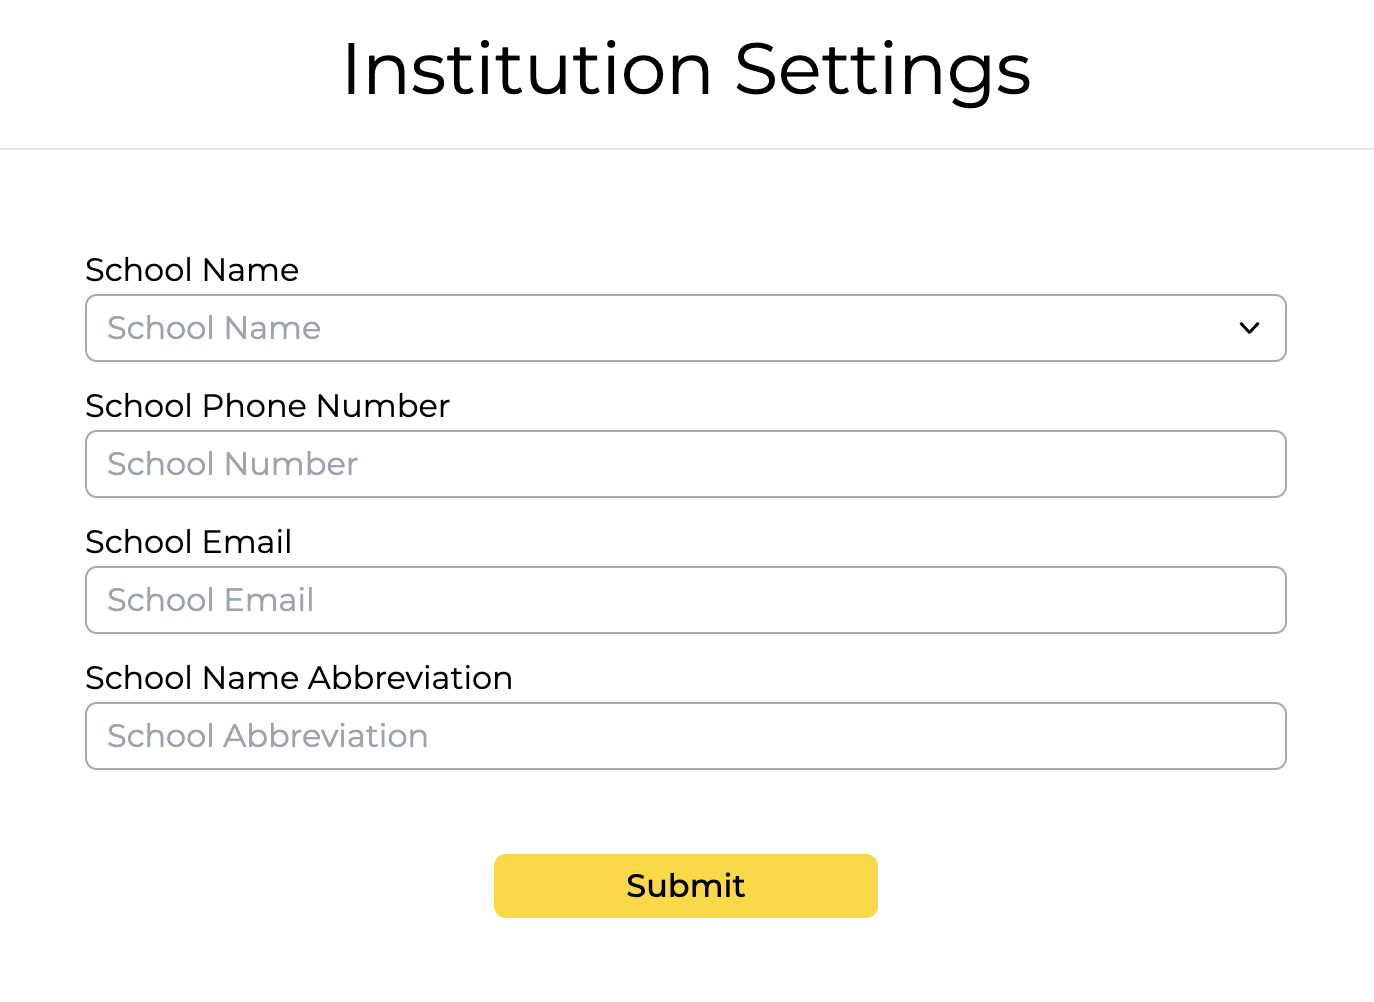 Institution Settings
School Name
School Name
School Phone Number
School Number
School Email
School Email
School Name Abbreviation
School Abbreviation
Submit